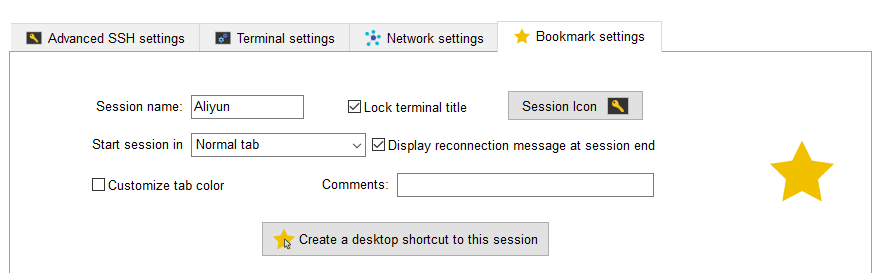 Advanced SSH settings Terminal settings Network settings Bookmark settings
Session name: Aliyun Lock terminal title Session Icon
Start session in Normal tab Display reconnection message at session end
Customize tab color Comments:
Create a desktop shortcut to this session